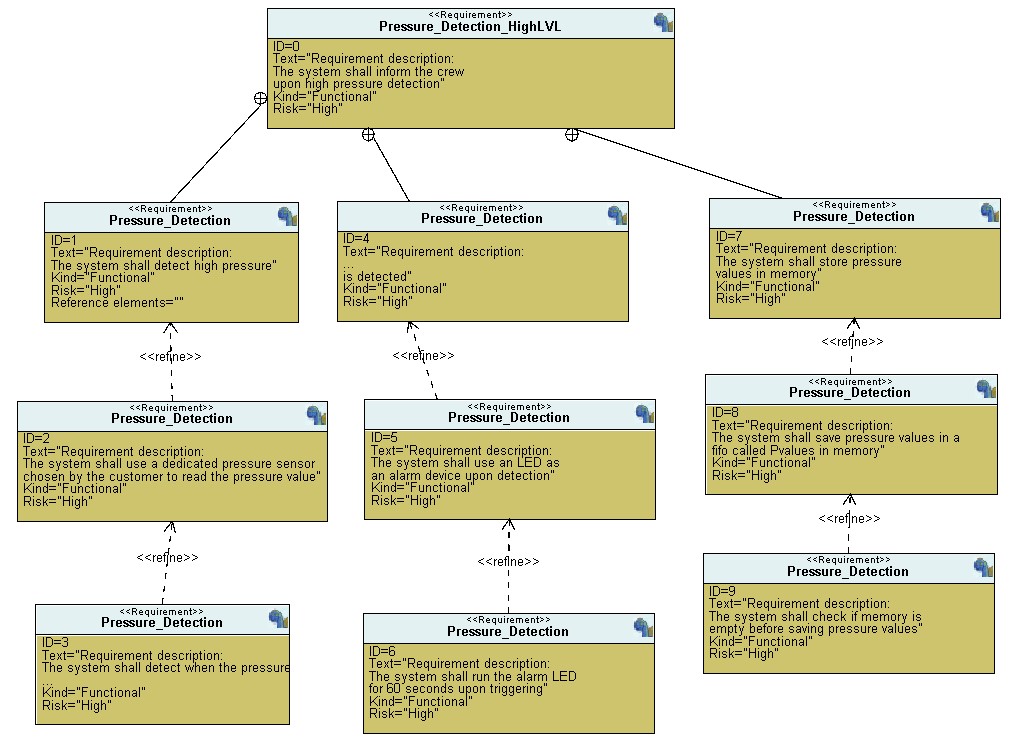 <<Requirement>>
Pressure_Detection_HighLVL
ID=0
Text="Requirement description:
The system shall inform the crew
upon high pressure detection"
Kind="Functional"
Risk="High"
<<Requirement>>
Pressure_Detection
ID=1
Text="Requirement description:
The system shall detect high pressure"
Kind="Functional"
Risk="High"
Reference elements=""
<<Requirement>>
Pressure_Detection
ID=4
Text="Requirement description:
...
is detected"
Kind="Functional"
Risk="High"
<<Requirement>>
Pressure_Detection
ID=7
Text="Requirement description:
The system shall store pressure
values in memory"
Kind="Functional"
Risk="High"
<<refine>>
<<refine>>
<<refine>>
<<Requirement>>
Pressure_Detection
ID=2
Text="Requirement description:
The system shall use a dedicated pressure sensor
chosen by the customer to read the pressure value"
Kind="Functional"
Risk="High"
<<Requirement>>
Pressure_Detection
ID=5
Text="Requirement description:
The system shall use an LED as
an alarm device upon detection"
Kind="Functional"
Risk="High"
<<Requirement>>
Pressure_Detection
ID=8
Text="Requirement description:
The system shall save pressure values in a
fifo called Pvalues in memory"
Kind="Functional"
Risk="High"
<<refine>>
<<refine>>
<<refine>>
<<Requirement>>
Pressure_Detection
ID=3
Text="Requirement description:
The system shall detect when the pressure
...
Kind="Functional"
Risk="High"
<<Requirement>>
Pressure_Detection
ID=6
Text="Requirement description:
The system shall run the alarm LED
for 60 seconds upon triggering"
Kind="Functional"
Risk="High"
<<Requirement>>
Pressure_Detection
ID=9
Text="Requirement description:
The system shall check if memory is
empty before saving pressure values"
Kind="Functional"
Risk="High"